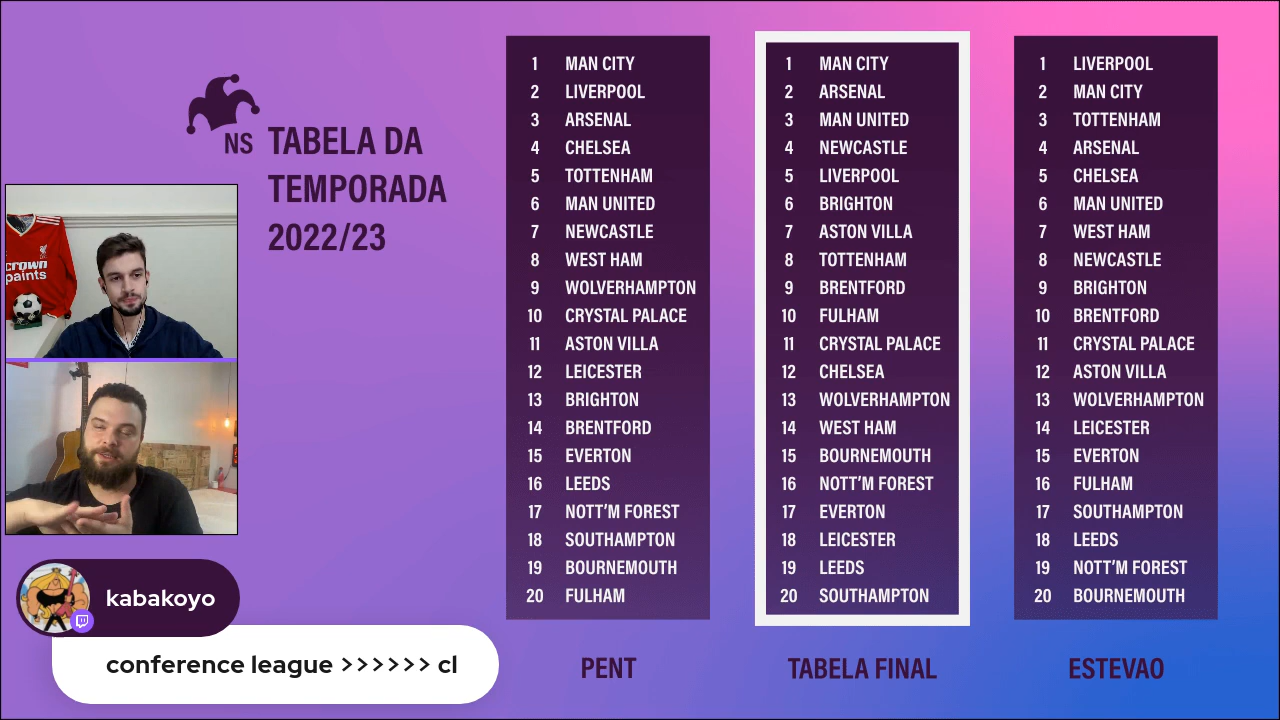 NS
TABELA DA
TEMPORADA
2022/23
crown
paints
1 MAN CITY
2 LIVERPOOL
3 ARSENAL
4 CHELSEA
5 TOTTENHAM
6 MAN UNITED
7 NEWCASTLE
8 WEST HAM
9 WOLVERHAMPTON
10 CRYSTAL PALACE
11 ASTON VILLA
12 LEICESTER
13 BRIGHTON
14 BRENTFORD
15 EVERTON
16 LEEDS
17 NOTT'M FOREST
18 SOUTHAMPTON
19 BOURNEMOUTH
20 FULHAM
PENT
1 MAN CITY
2 ARSENAL
3 MAN UNITED
4 NEWCASTLE
5 LIVERPOOL
6 BRIGHTON
7 ASTON VILLA
8 TOTTENHAM
9 BRENTFORD
10 FULHAM
11 CRYSTAL PALACE
12 CHELSEA
13 WOLVERHAMPTON
14 WEST HAM
15 BOURNEMOUTH
16 NOTT'M FOREST
17 EVERTON
18 LEICESTER
19 LEEDS
20 SOUTHAMPTON
TABELA FINAL
1 LIVERPOOL
2 MAN CITY
3 TOTTENHAM
4 ARSENAL
5 CHELSEA
6 MAN UNITED
7 WEST HAM
8 NEWCASTLE
9 BRIGHTON
10 BRENTFORD
11 CRYSTAL PALACE
12 ASTON VILLA
13 WOLVERHAMPTON
14 LEICESTER
15 EVERTON
16 FULHAM
17 SOUTHAMPTON
18 LEEDS
19 NOTT'M FOREST
20 BOURNEMOUTH
ESTEVAO
kabakoyo
conference league >>>>>> cl